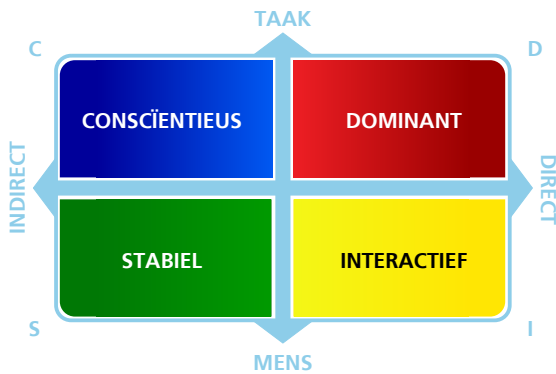 TAAK
C
D
CONSCÏENTIEUS
DOMINANT
INDIRECT
DIRECT
STABIEL
INTERACTIEF
S
I
MENS